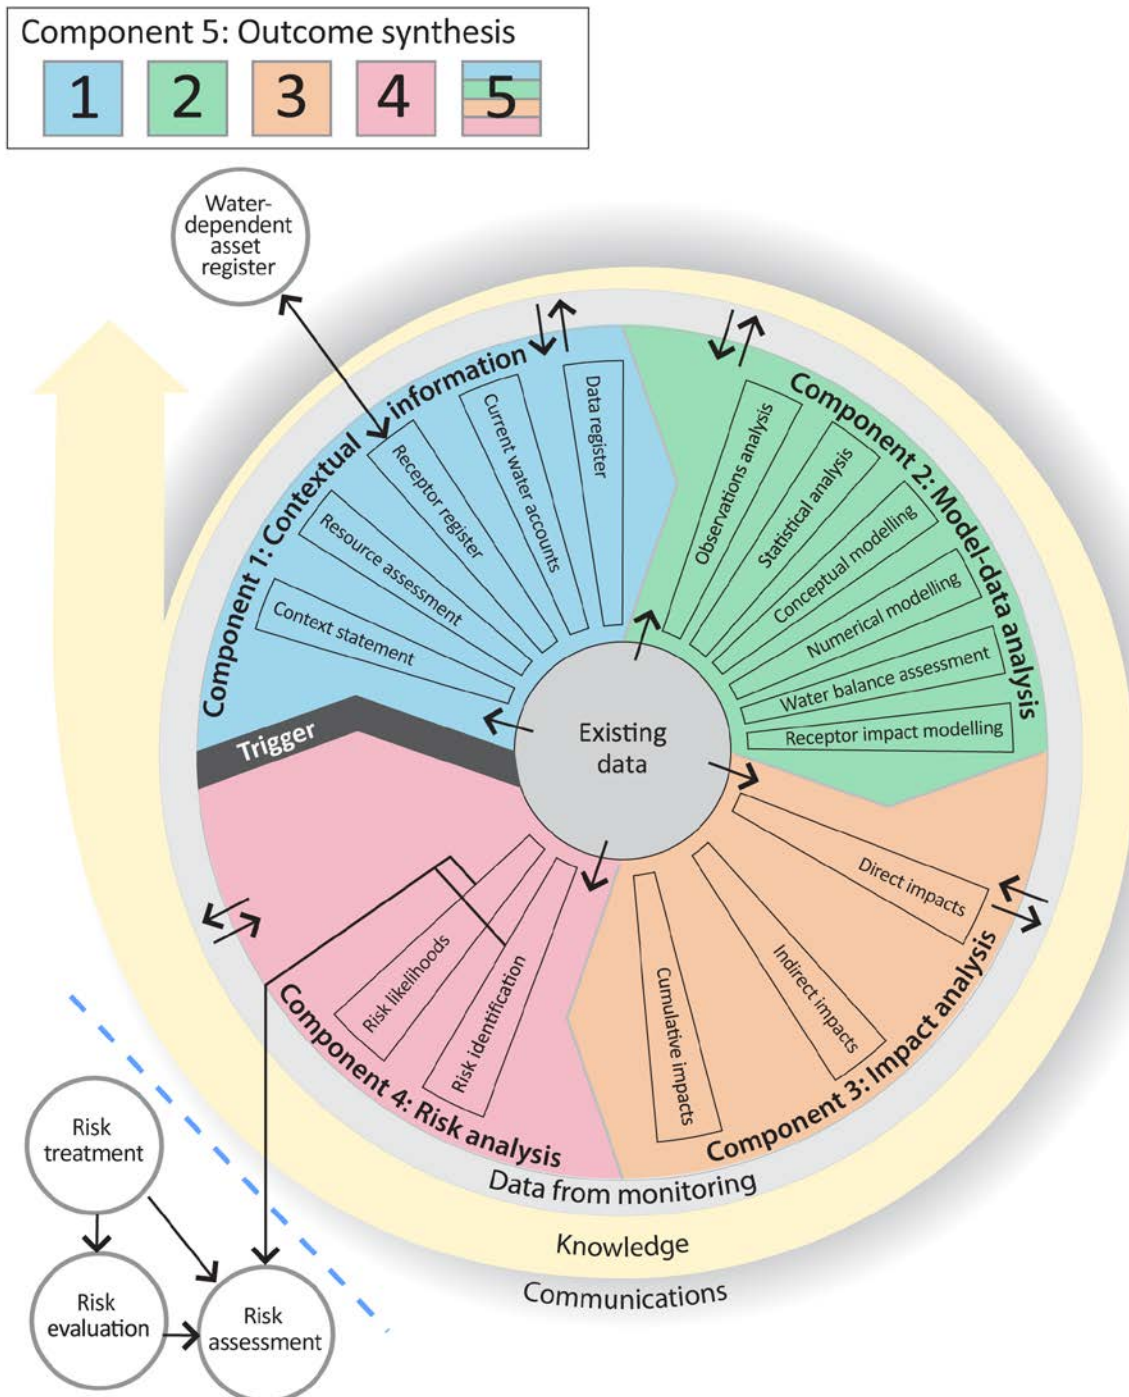 Component 5: Outcome synthesis
1 2 3 4 5
Water-
dependent
asset
register
Component 1: Contextual information
Context statement
Resource assessment
Receptor register
Current water accounts
Data register
Component 2: Model-data analysis
Observations analysis
Statistical analysis
Conceptual modelling
Numerical modelling
Water balance assessment
Receptor impact modelling
Trigger
Existing
data
Component 3: Impact analysis
Direct impacts
Indirect impacts
Cumulative impacts
Component 4: Risk analysis
Risk identification
Risk likelihoods
Data from monitoring
Knowledge
Communications
Risk
treatment
Risk
evaluation
Risk
assessment